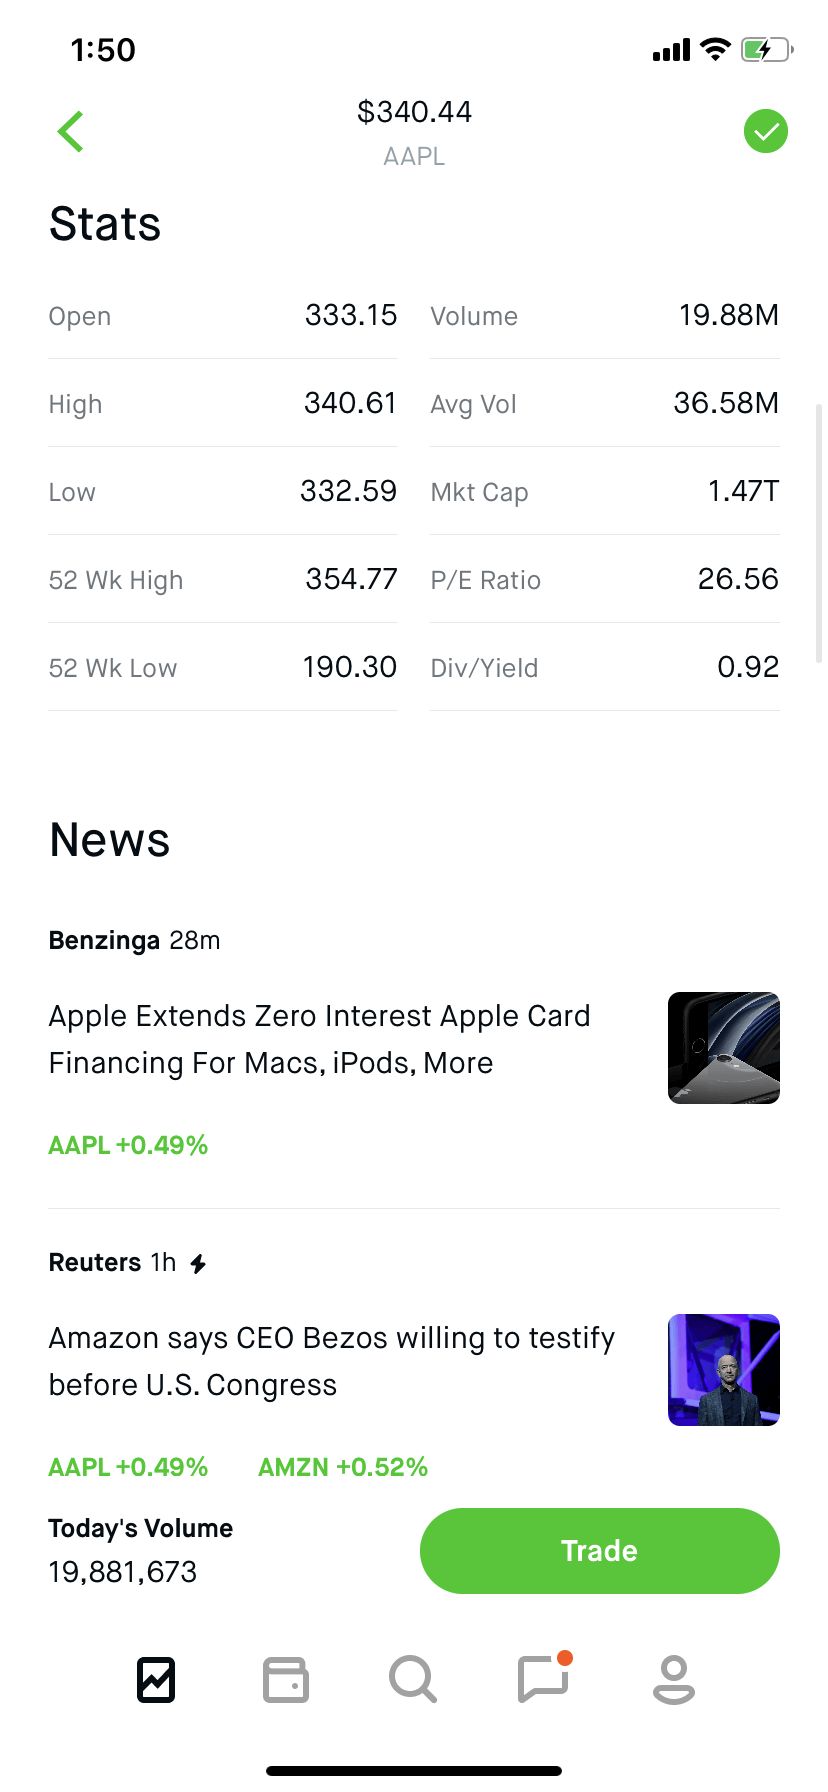 1:50
$340.44
AAPL
Stats
Open 333.15 Volume 19.88M
High 340.61 Avg Vol 36.58M
Low 332.59 Mkt Cap 1.47T
52 Wk High 354.77 P/E Ratio 26.56
52 Wk Low 190.30 Div/Yield 0.92
News
Benzinga 28m
Apple Extends Zero Interest Apple Card
Financing For Macs, iPods, More
AAPL +0.49%
Reuters 1h
Amazon says CEO Bezos willing to testify
before U.S. Congress
AAPL +0.49% AMZN +0.52%
Today's Volume
19,881,673
Trade